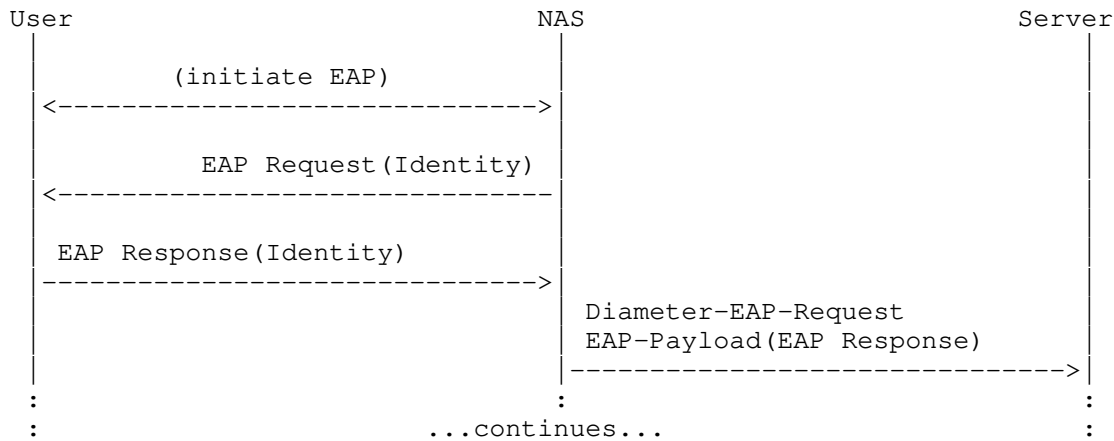 User NAS Server
(initiate EAP)
EAP Request(Identity)
EAP Response(Identity)
Diameter-EAP-Request
EAP-Payload(EAP Response)
: : :
: ...continues... :